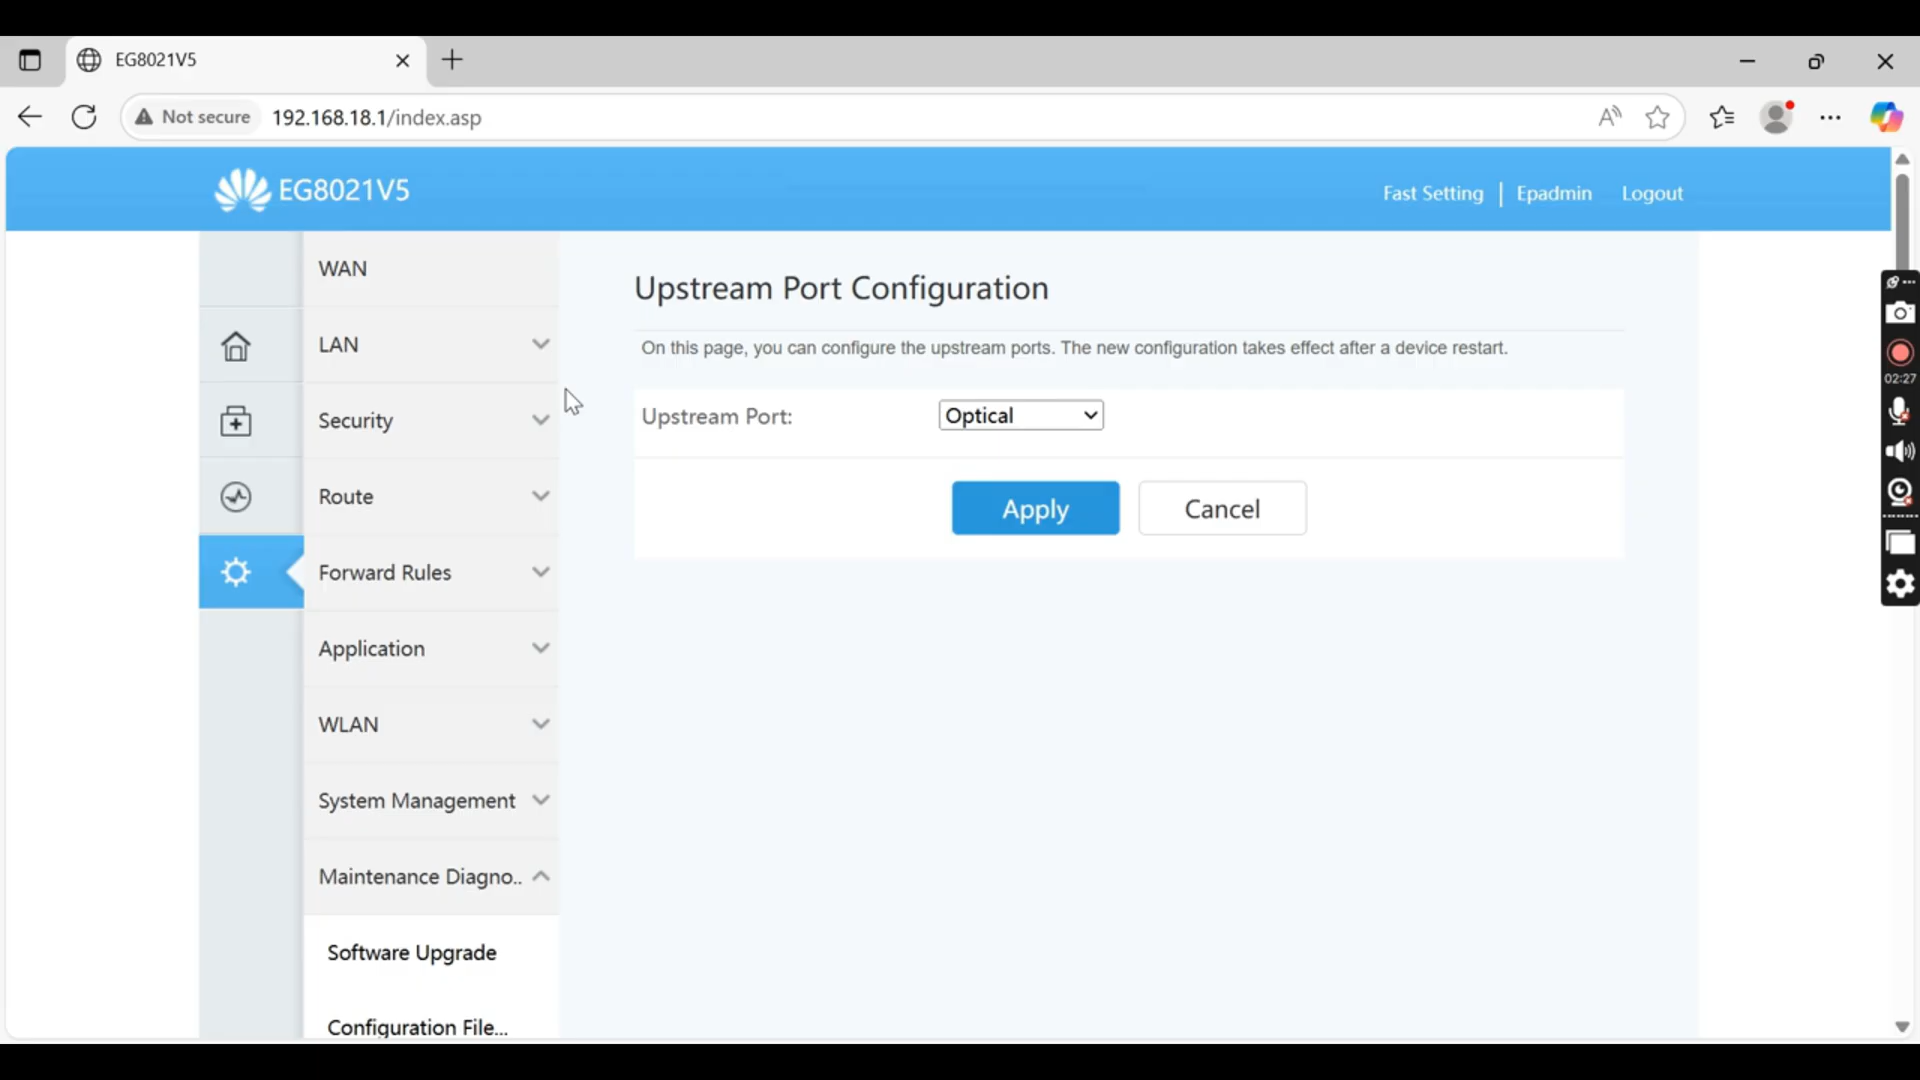 EG8021V5
Not secure
192.168.18.1/index.asp
EG8021V5
Fast Setting | Epadmin Logout
WAN
LAN
Security
Route
Forward Rules
Application
WLAN
System Management
Maintenance Diagno..
Software Upgrade
Configuration File...
Upstream Port Configuration
On this page, you can configure the upstream ports. The new configuration takes effect after a device restart.
Upstream Port: Optical
Apply Cancel
02:27